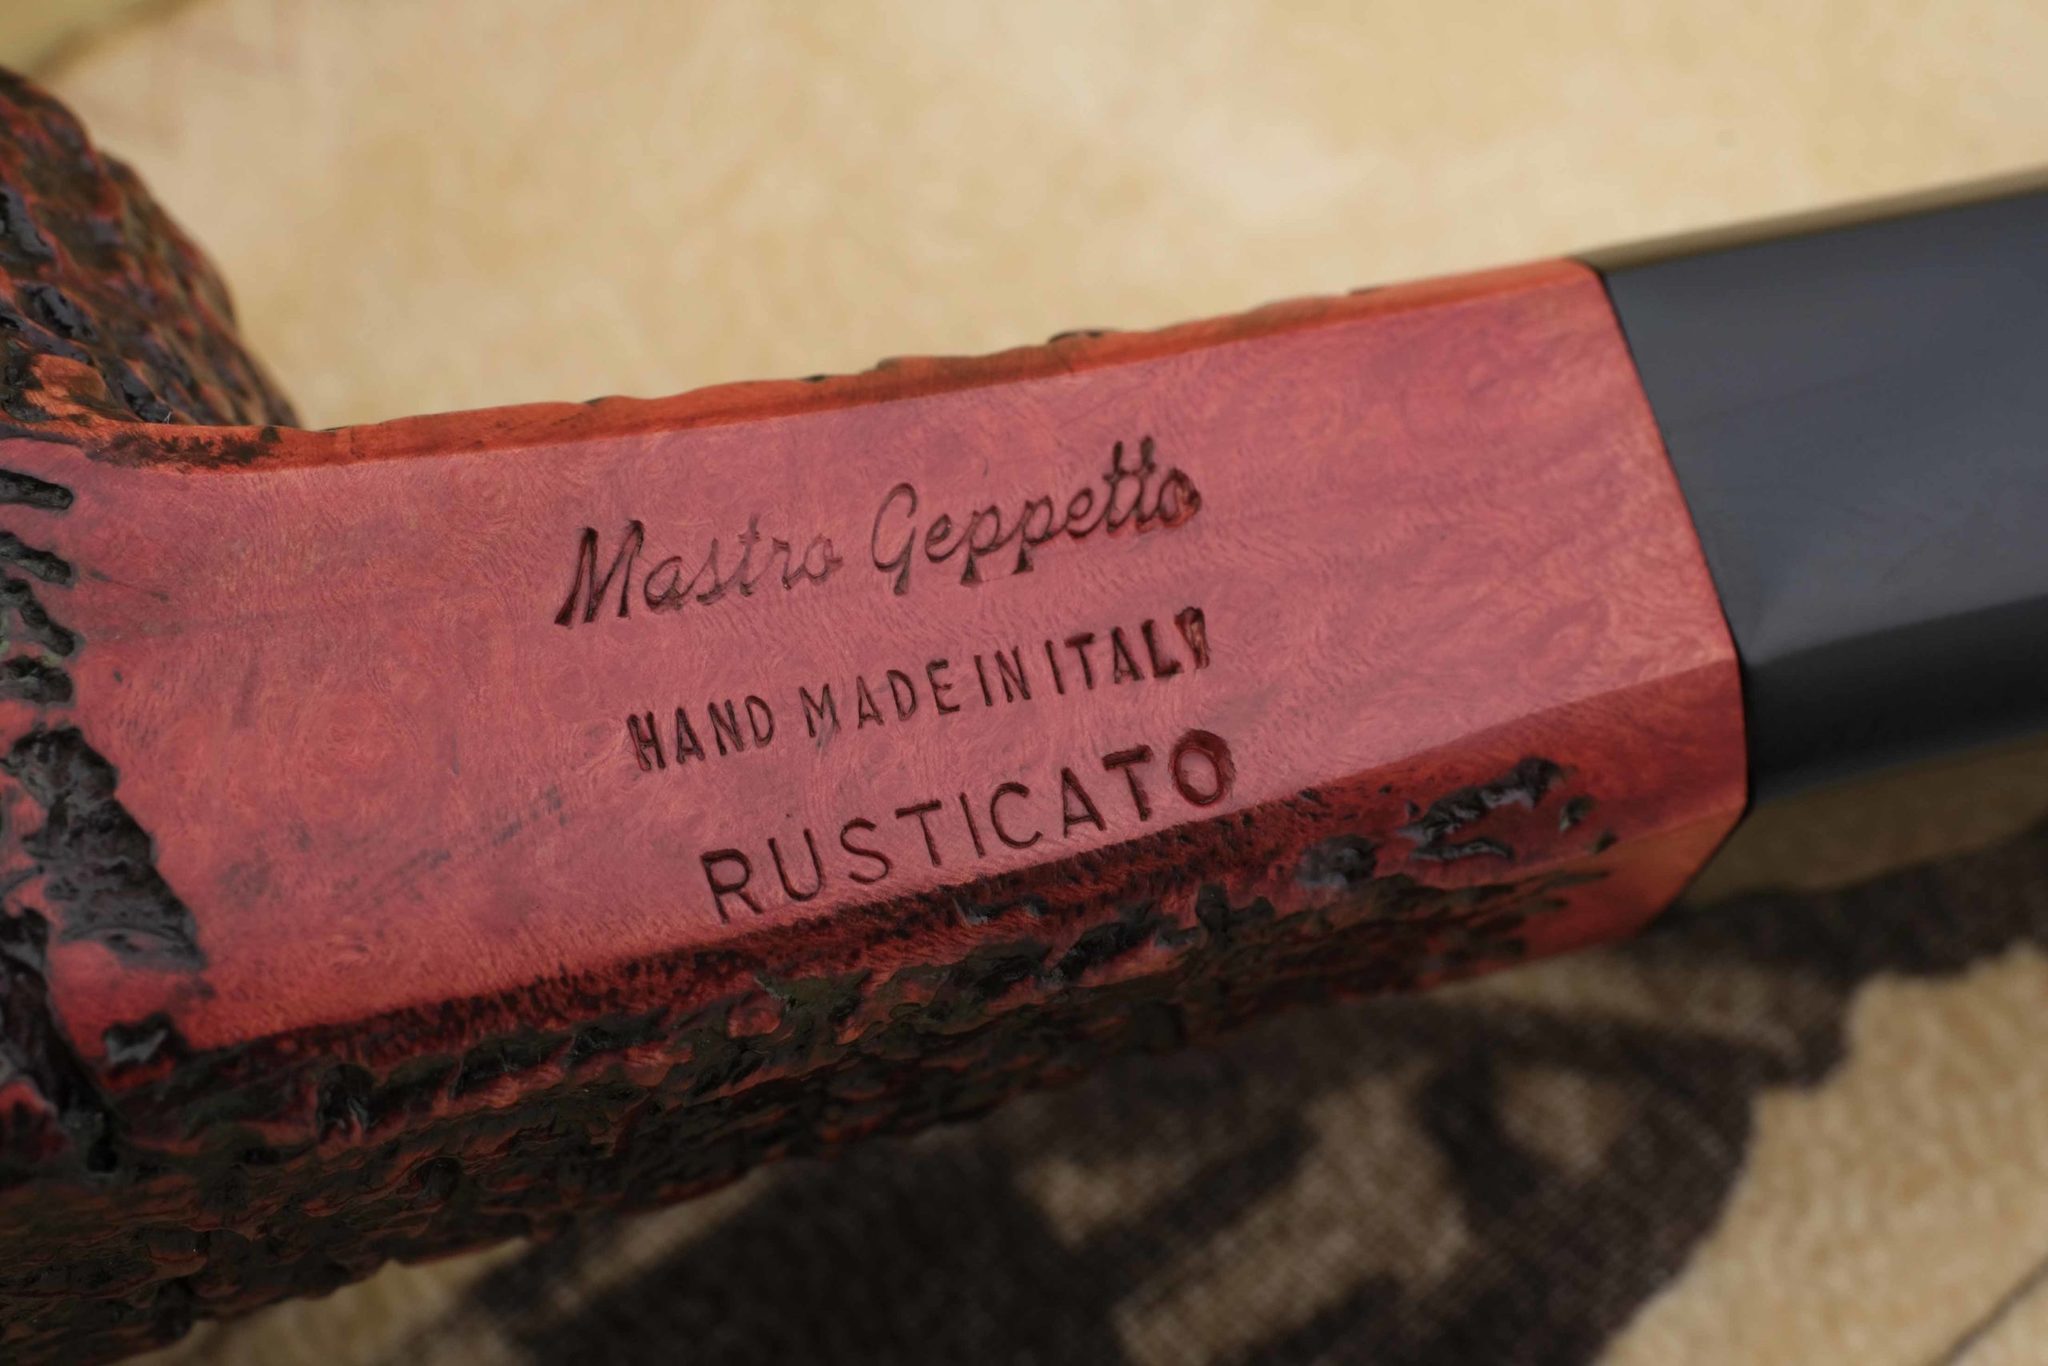 Mastro Geppetto
HAND MADE IN ITALY
RUSTICATO